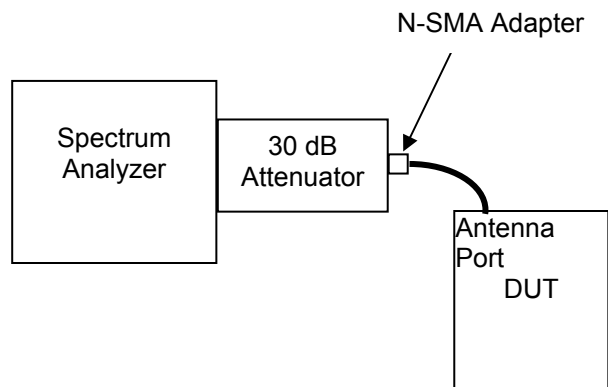 N-SMA Adapter
Spectrum
Analyzer
30 dB
Attenuator
Antenna
Port
DUT